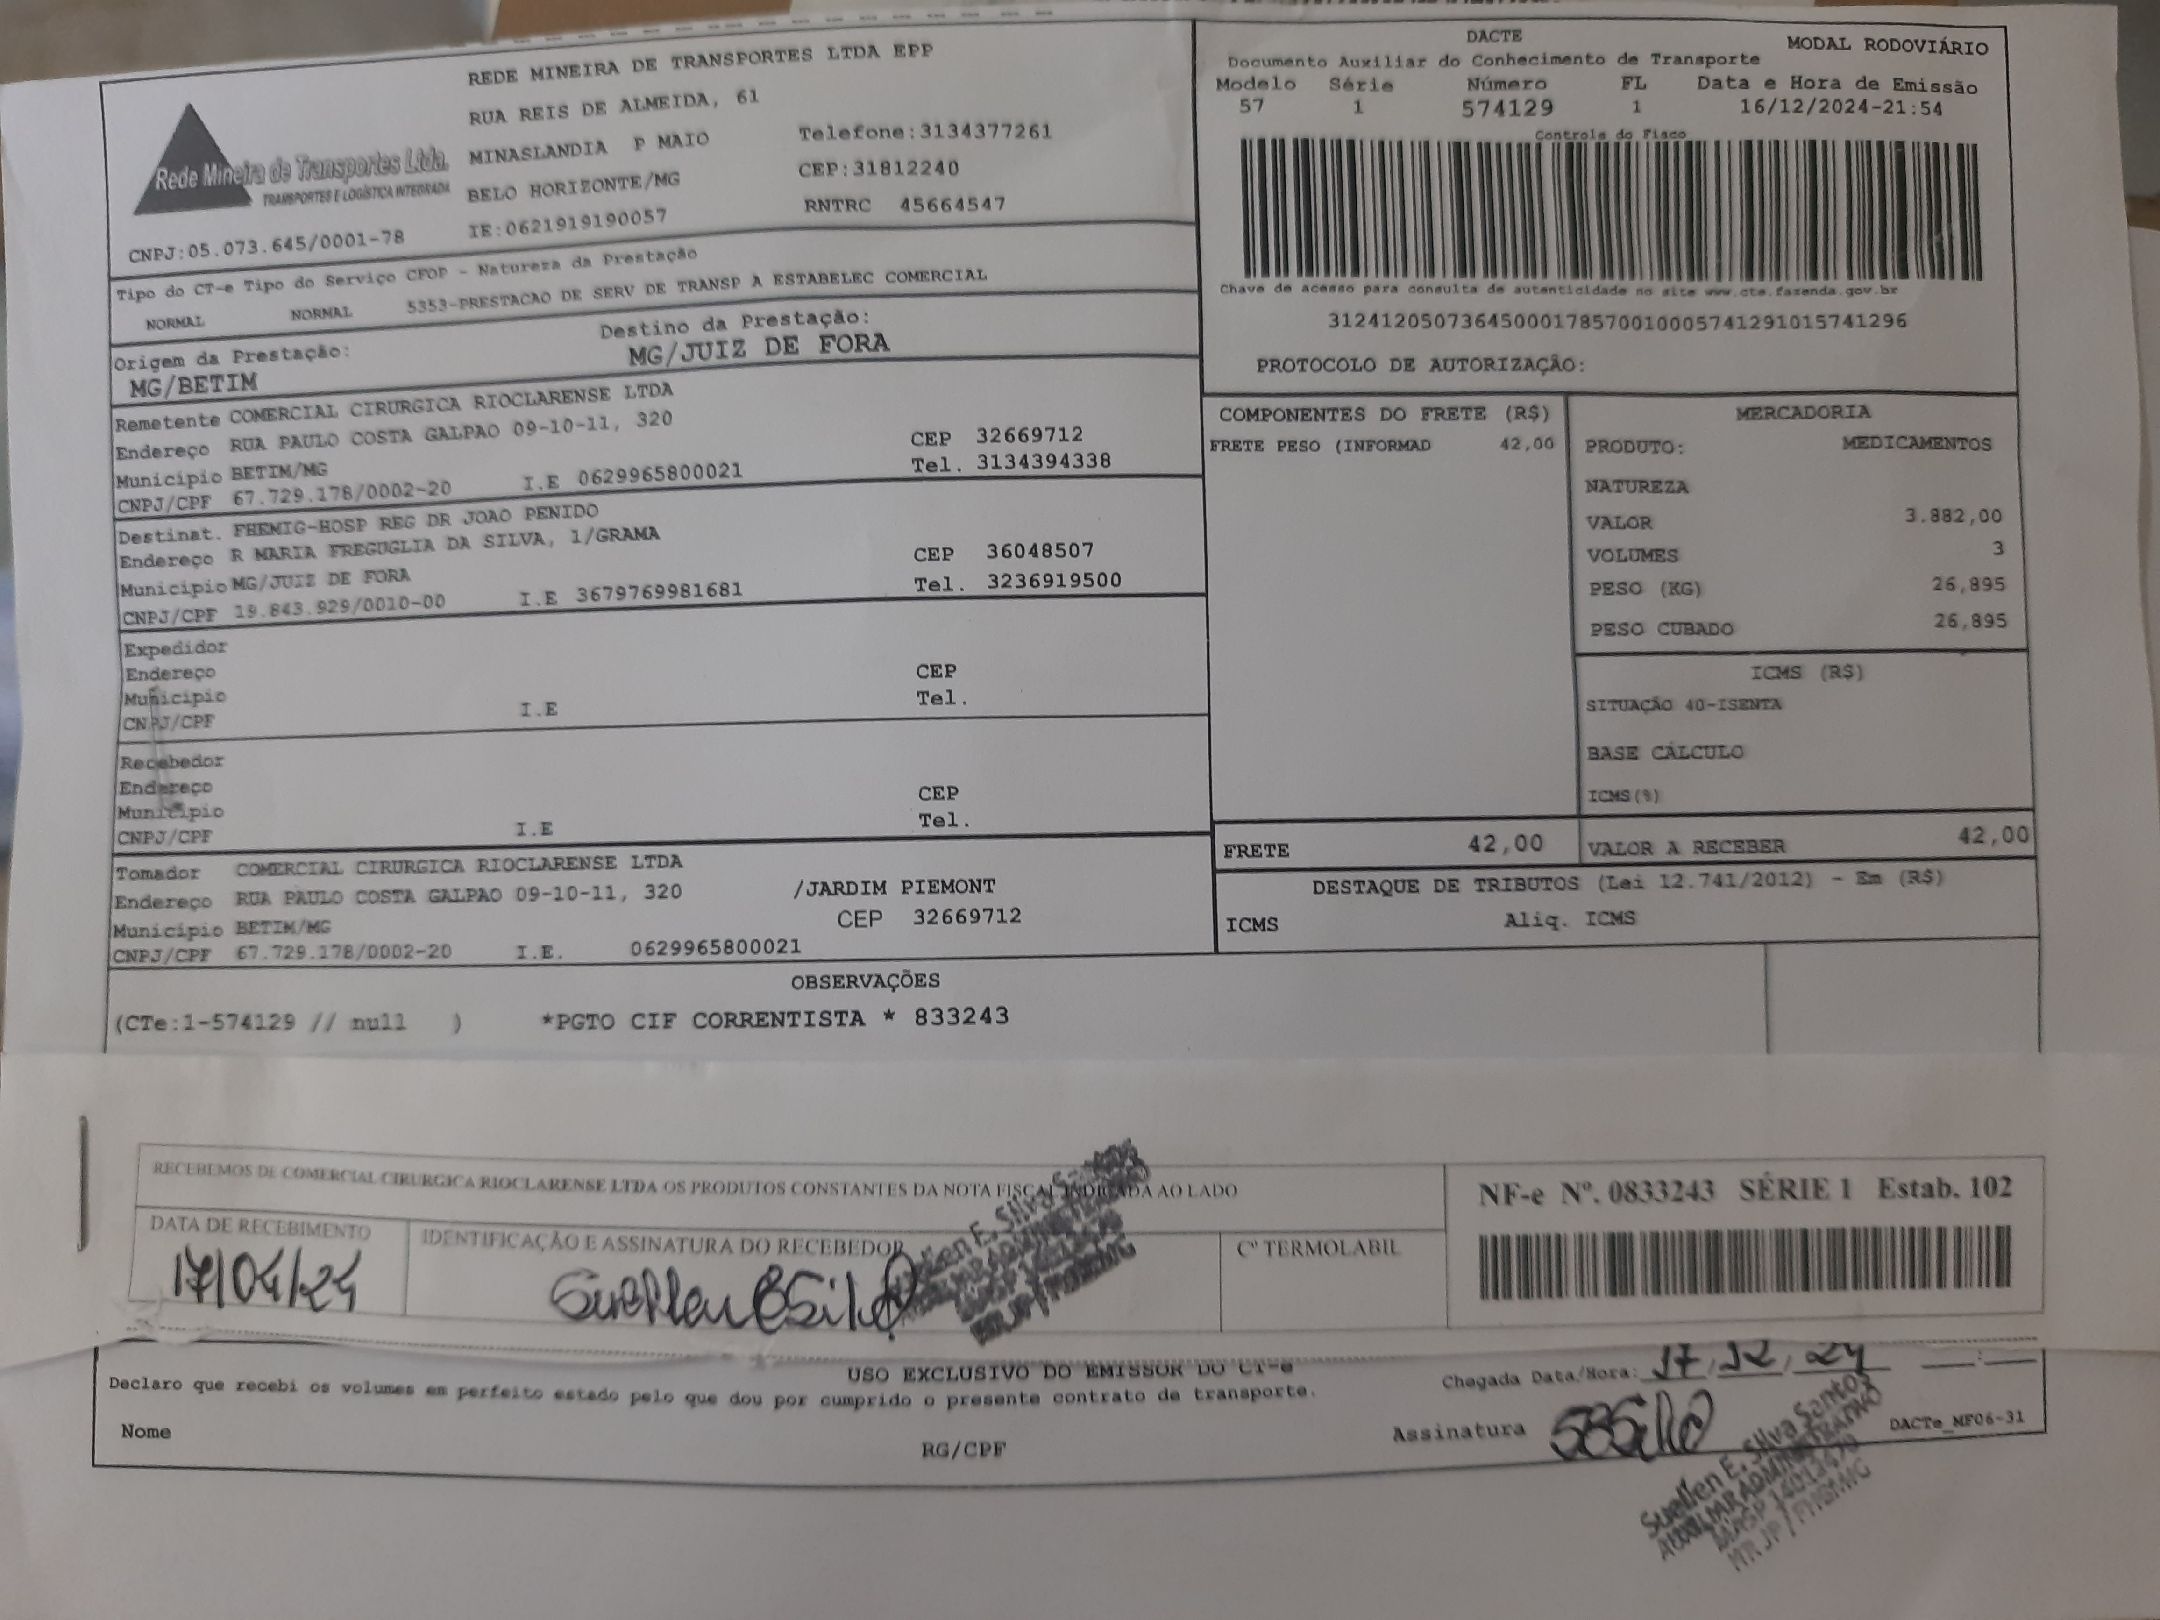 REDE MINEIRA DE TRANSPORTES LTDA EPP
RUA REIS DE ALMEIDA, 61
MINASLANDIA P MAIO Telefone:3134377261
Rede Mineira de Transportes Ltda.
TRANSPORTES E LOGÍSTICA INTEGRADA
BELO HORIZONTE/MG CEP:31812240
CNPJ:05.073.645/0001-78 IE:0621919190057 RNTRC 45664547
DACTE MODAL RODOVIÁRIO
Documento Auxiliar do Conhecimento de Transporte
Modelo Série Número FL Data e Hora de Emissão
57 1 574129 1 16/12/2024-21:54
Controle do Fisco
Chave de acesso para consulta de autenticidade no site www.cte.fazenda.gov.br
31241205073645000178570010005741291015741296
PROTOCOLO DE AUTORIZAÇÃO:
Tipo do CT-e Tipo do Serviço CFOP - Natureza da Prestação
NORMAL NORMAL 5353-PRESTACAO DE SERV DE TRANSP A ESTABELEC COMERCIAL
Origem da Prestação: Destino da Prestação:
MG/BETIM MG/JUIZ DE FORA
Remetente COMERCIAL CIRURGICA RIOCLARENSE LTDA
Endereço RUA PAULO COSTA GALPAO 09-10-11, 320 CEP 32669712
Município BETIM/MG Tel. 3134394338
CNPJ/CPF 67.729.178/0002-20 I.E 0629965800021
Destinat. FHEMIG-HOSP REG DR JOAO PENIDO
Endereço R MARIA FREGUGLIA DA SILVA, 1/GRAMA CEP 36048507
Município MG/JUIZ DE FORA Tel. 3236919500
CNPJ/CPF 19.843.929/0010-00 I.E 3679769981681
Expedidor
Endereço CEP
Município Tel.
CNPJ/CPF I.E
Recebedor
Endereço CEP
Município Tel.
CNPJ/CPF I.E
Tomador COMERCIAL CIRURGICA RIOCLARENSE LTDA
Endereço RUA PAULO COSTA GALPAO 09-10-11, 320 /JARDIM PIEMONT
Município BETIM/MG CEP 32669712
CNPJ/CPF 67.729.178/0002-20 I.E. 0629965800021
COMPONENTES DO FRETE (R$)
FRETE PESO (INFORMAD 42,00
MERCADORIA
PRODUTO: MEDICAMENTOS
NATUREZA
VALOR 3.882,00
VOLUMES 3
PESO (KG) 26,895
PESO CUBADO 26,895
ICMS (R$)
SITUAÇÃO 40-ISENTA
BASE CÁLCULO
ICMS(%)
FRETE 42,00 VALOR A RECEBER 42,00
DESTAQUE DE TRIBUTOS (Lei 12.741/2012) - Em (R$)
ICMS Aliq. ICMS
OBSERVAÇÕES
(CTe:1-574129 // null ) *PGTO CIF CORRENTISTA * 833243
RECEBEMOS DE COMERCIAL CIRURGICA RIOCLARENSE LTDA OS PRODUTOS CONSTANTES DA NOTA FISCAL INDICADA AO LADO
NF-e Nº. 0833243 SÉRIE 1 Estab. 102
DATA DE RECEBIMENTO IDENTIFICAÇÃO E ASSINATURA DO RECEBEDOR Cº TERMOLABIL
17/04/24
Suellen E Silva
Suellen E. Silva Santos
USO EXCLUSIVO DO EMISSOR DO CT-e
Chegada Data/Hora: 17/12/24 :
Declaro que recebi os volumes em perfeito estado pelo que dou por cumprido o presente contrato de transporte.
Nome RG/CPF Assinatura DACTe_MF06-31
Suellen E. Silva Santos